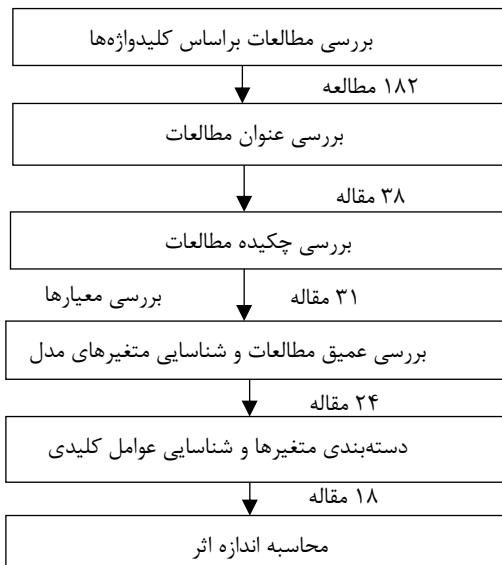 بررسی مطالعات براساس کلیدواژه‌ها
۱۸۲ مطالعه
بررسی عنوان مطالعات
۳۸ مقاله
بررسی چکیده مطالعات
بررسی معیارها
۳۱ مقاله
بررسی عمیق مطالعات و شناسایی متغیرهای مدل
۲۴ مقاله
دسته‌بندی متغیرها و شناسایی عوامل کلیدی
۱۸ مقاله
محاسبه اندازه اثر